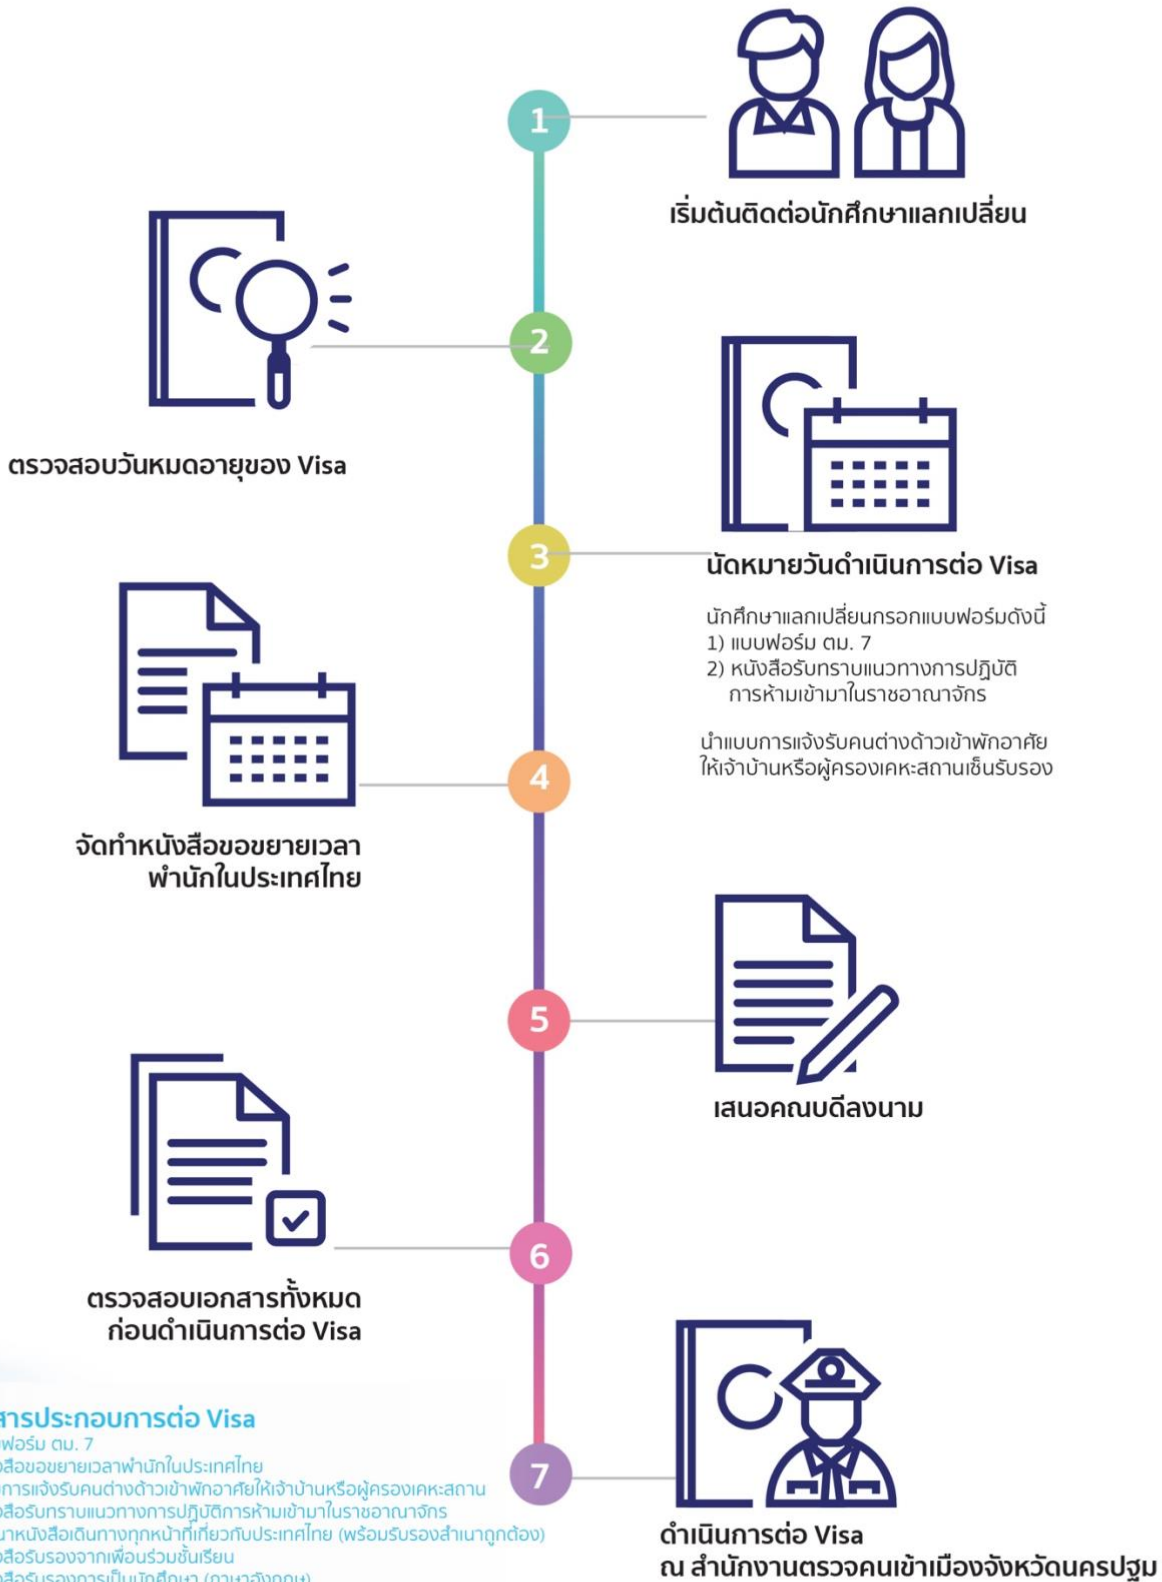 1
เริ่มต้นติดต่อนักศึกษาแลกเปลี่ยน
2
ตรวจสอบวันหมดอายุของ Visa
3
นัดหมายวันดำเนินการต่อ Visa
นักศึกษาแลกเปลี่ยนกรอกแบบฟอร์มดังนี้
1) แบบฟอร์ม ตม. 7
2) หนังสือรับทราบแนวทางการปฏิบัติ
การห้ามเข้ามาในราชอาณาจักร
นำแบบการแจ้งรับคนต่างด้าวเข้าพักอาศัย
ให้เจ้าบ้านหรือผู้ครองเคหะสถานเซ็นรับรอง
4
จัดทำหนังสือขอขยายเวลา
พำนักในประเทศไทย
5
เสนอคณบดีลงนาม
6
ตรวจสอบเอกสารทั้งหมด
ก่อนดำเนินการต่อ Visa
7
ดำเนินการต่อ Visa
ณ สำนักงานตรวจคนเข้าเมืองจังหวัดนครปฐม
สารประกอบการต่อ Visa
ฟอร์ม ตม. 7
สือขอขยายเวลาพำนักในประเทศไทย
การแจ้งรับคนต่างด้าวเข้าพักอาศัยให้เจ้าบ้านหรือผู้ครองเคหะสถาน
สือรับทราบแนวทางการปฏิบัติการห้ามเข้ามาในราชอาณาจักร
นาหนังสือเดินทางทุกหน้าที่เกี่ยวกับประเทศไทย (พร้อมรับรองสำเนาถูกต้อง)
สือรับรองจากเพื่อนร่วมชั้นเรียน
สือรับรองการเป็นนักศึกษา (ภาษาอังกฤษ)